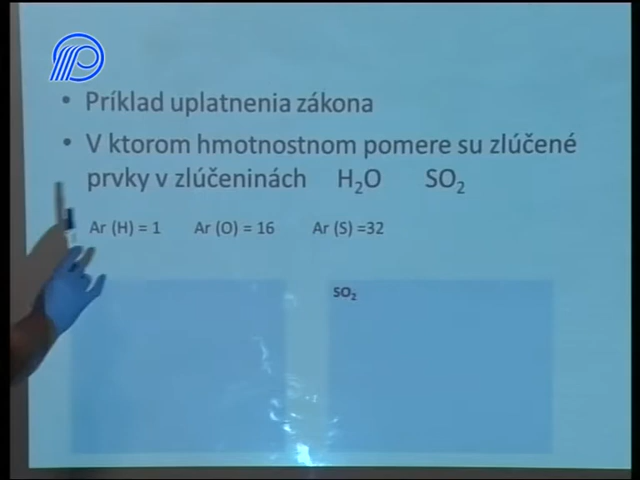 • Príklad uplatnenia zákona
• V ktorom hmotnostnom pomere su zlúčené
prvky v zlúčeninách H₂O SO₂
Ar (H) = 1 Ar (O) = 16 Ar (S) =32
SO₂